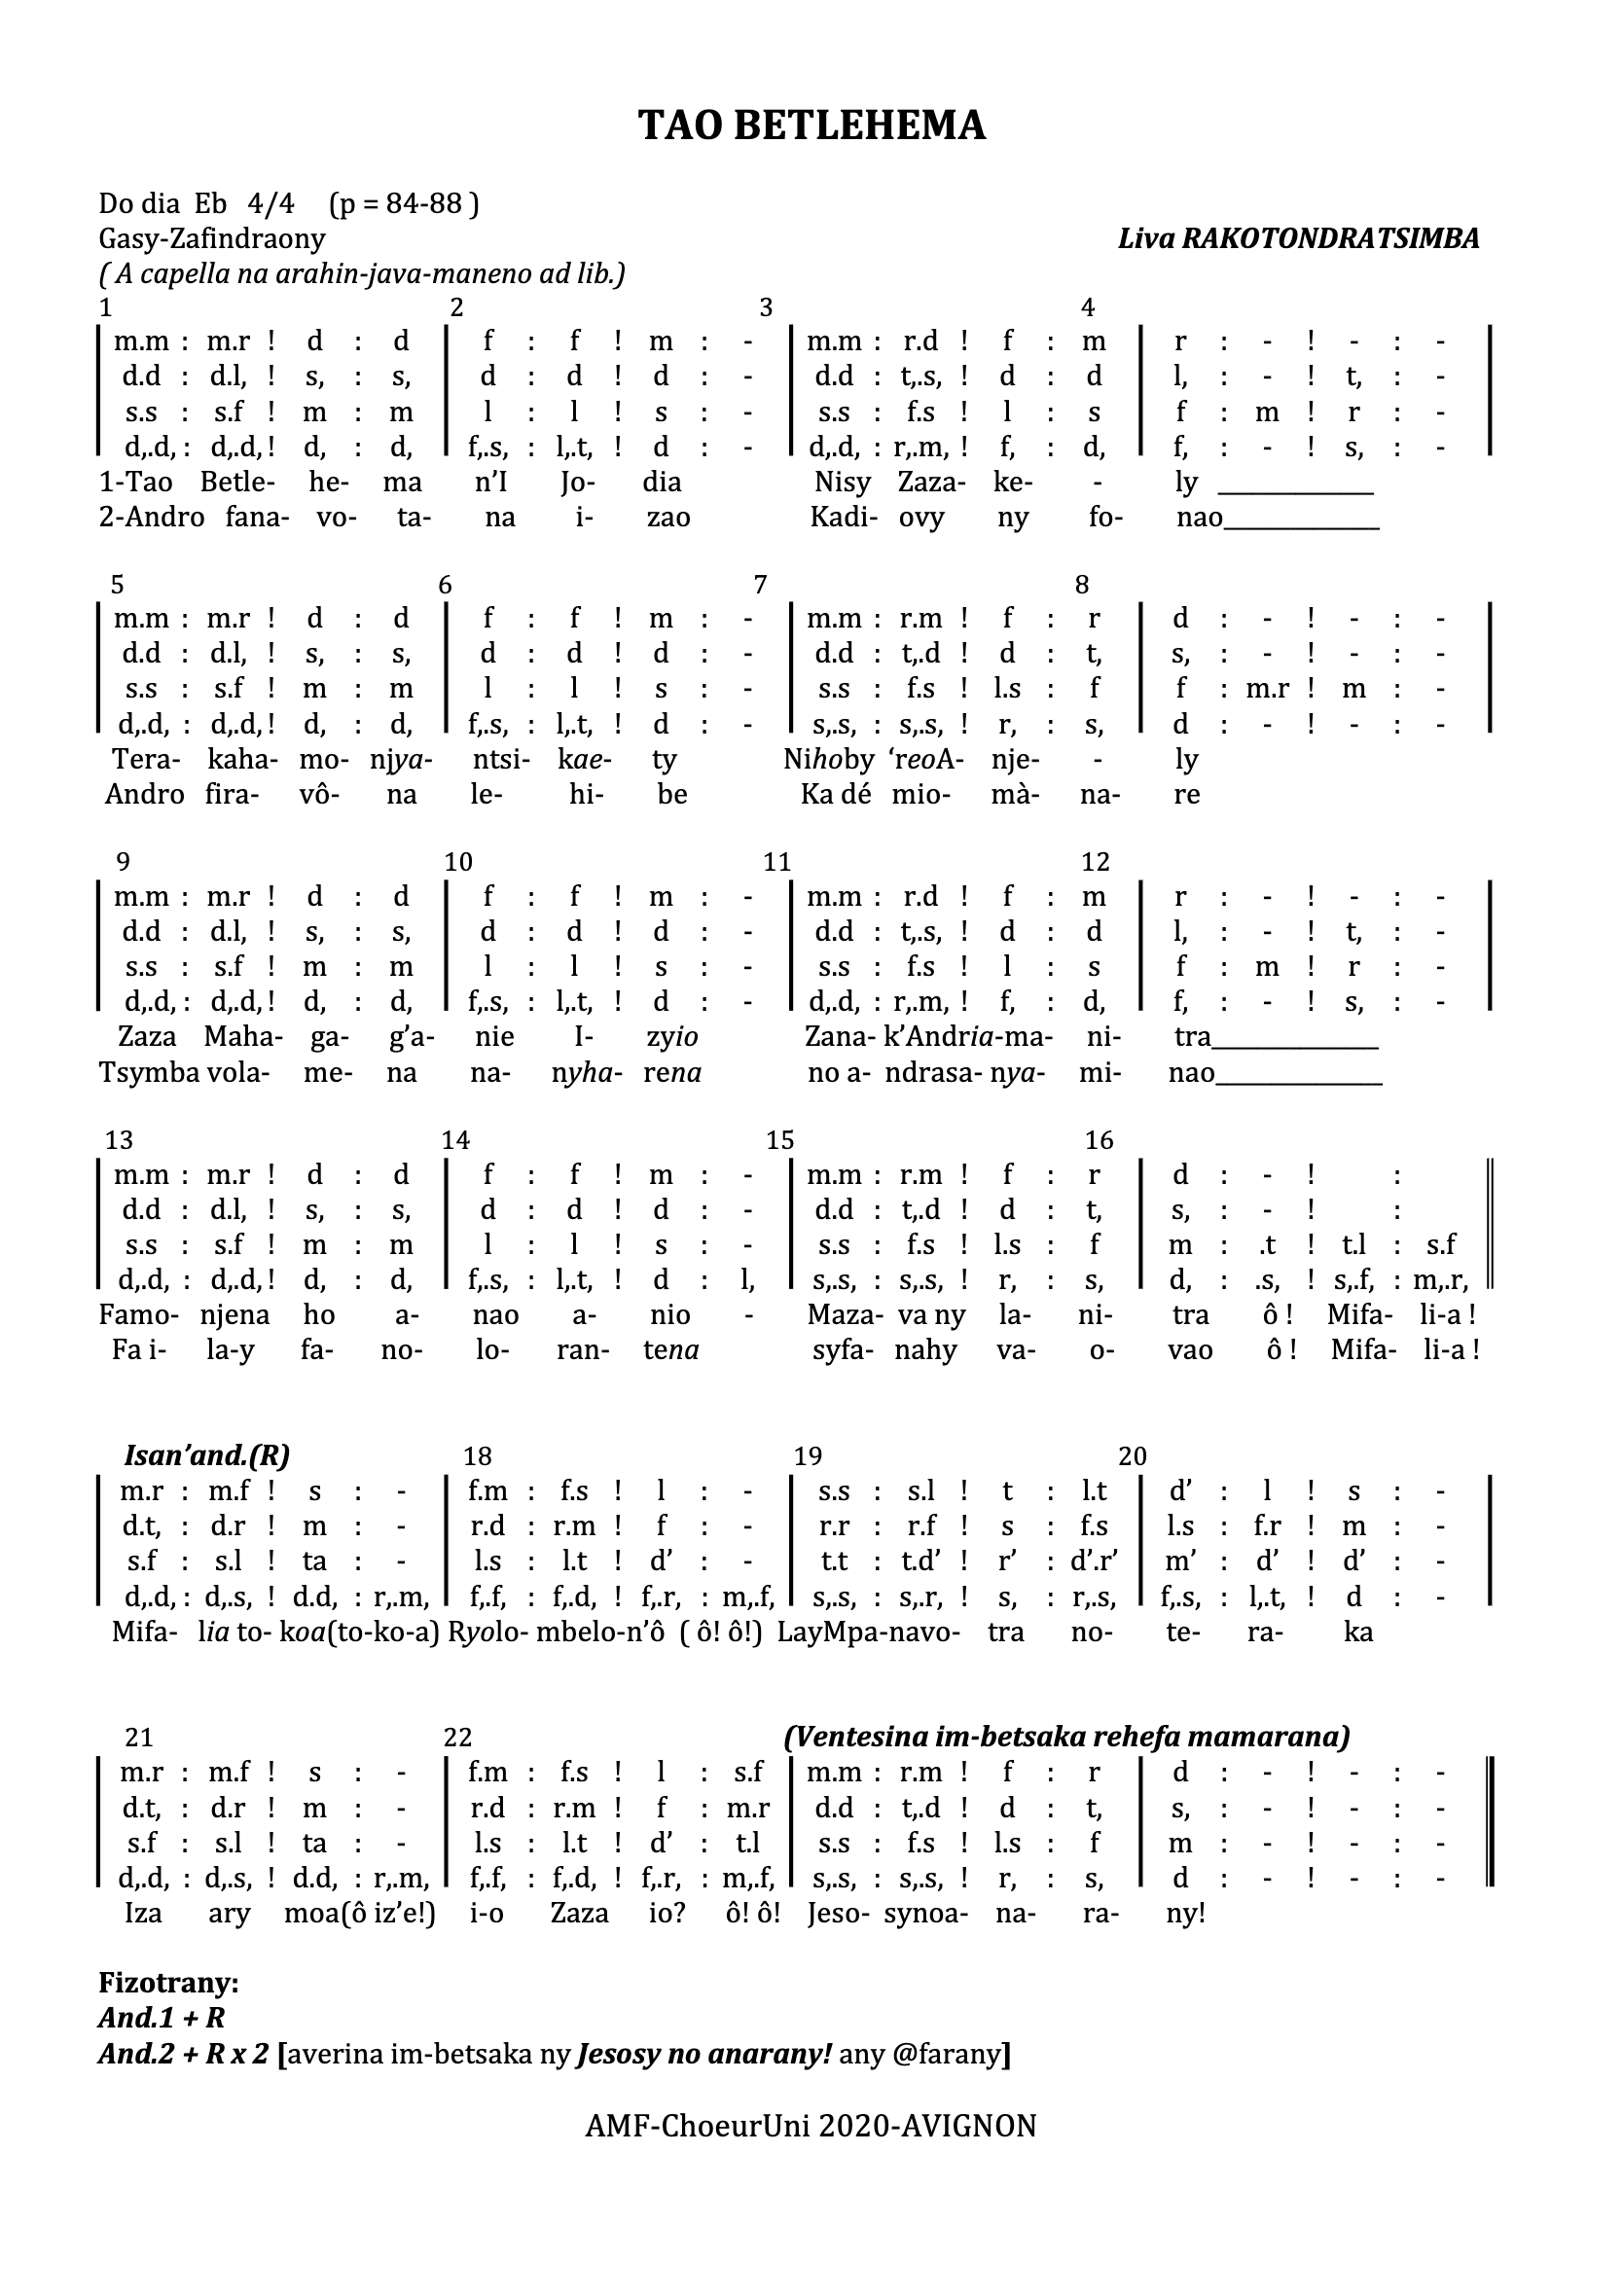 TAO BETLEHEMA
Do dia Eb 4/4 (p = 84-88 )
Gasy-Zafindraony Liva RAKOTONDRATSIMBA
( A capella na arahin-java-maneno ad lib.)
1 2 3 4
| m.m : m.r ! d : d | f : f ! m : - | m.m : r.d ! f : m | r : - ! - : - |
| d.d : d.l, ! s, : s, | d : d ! d : - | d.d : t,.s, ! d : d | l, : - ! t, : - |
| s.s : s.f ! m : m | l : l ! s : - | s.s : f.s ! l : s | f : m ! r : - |
| d,.d, : d,.d, ! d, : d, | f,.s, : l,.t, ! d : - | d,.d, : r,.m, ! f, : d, | f, : - ! s, : - |
1-Tao Betle- he- ma n’I Jo- dia Nisy Zaza- ke- - ly ____________
2-Andro fana- vo- ta- na i- zao Kadi- ovy ny fo- nao____________
5 6 7 8
| m.m : m.r ! d : d | f : f ! m : - | m.m : r.m ! f : r | d : - ! - : - |
| d.d : d.l, ! s, : s, | d : d ! d : - | d.d : t,.d ! d : t, | s, : - ! - : - |
| s.s : s.f ! m : m | l : l ! s : - | s.s : f.s ! l.s : f | f : m.r ! m : - |
| d,.d, : d,.d, ! d, : d, | f,.s, : l,.t, ! d : - | s,.s, : s,.s, ! r, : s, | d : - ! - : - |
Tera- kaha- mo- njya- ntsi- kae- ty Nihoby ‘reoA- nje- - ly
Andro fira- vô- na le- hi- be Ka dé mio- mà- na- re
9 10 11 12
| m.m : m.r ! d : d | f : f ! m : - | m.m : r.d ! f : m | r : - ! - : - |
| d.d : d.l, ! s, : s, | d : d ! d : - | d.d : t,.s, ! d : d | l, : - ! t, : - |
| s.s : s.f ! m : m | l : l ! s : - | s.s : f.s ! l : s | f : m ! r : - |
| d,.d, : d,.d, ! d, : d, | f,.s, : l,.t, ! d : - | d,.d, : r,.m, ! f, : d, | f, : - ! s, : - |
Zaza Maha- ga- g’a- nie I- zyio Zana- k’Andria-ma- ni- tra_____________
Tsymba vola- me- na na- nyha- rena no a- ndrasa- nya- mi- nao_____________
13 14 15 16
| m.m : m.r ! d : d | f : f ! m : - | m.m : r.m ! f : r | d : - ! : ||
| d.d : d.l, ! s, : s, | d : d ! d : - | d.d : t,.d ! d : t, | s, : - ! : ||
| s.s : s.f ! m : m | l : l ! s : - | s.s : f.s ! l.s : f | m : .t ! t.l : s.f ||
| d,.d, : d,.d, ! d, : d, | f,.s, : l,.t, ! d : l, | s,.s, : s,.s, ! r, : s, | d, : .s, ! s,.f, : m,.r, ||
Famo- njena ho a- nao a- nio - Maza- va ny la- ni- tra ô ! Mifa- li-a !
Fa i- la-y fa- no- lo- ran- tena syfa- nahy va- o- vao ô ! Mifa- li-a !
Isan’and.(R) 18 19 20
| m.r : m.f ! s : - | f.m : f.s ! l : - | s.s : s.l ! t : l.t | d’ : l ! s : - |
| d.t, : d.r ! m : - | r.d : r.m ! f : - | r.r : r.f ! s : f.s | l.s : f.r ! m : - |
| s.f : s.l ! ta : - | l.s : l.t ! d’ : - | t.t : t.d’ ! r’ : d’.r’ | m’ : d’ ! d’ : - |
| d,.d, : d,.s, ! d.d, : r,.m, | f,.f, : f,.d, ! f,.r, : m,.f, | s,.s, : s,.r, ! s, : r,.s, | f,.s, : l,.t, ! d : - |
Mifa- lia to- koa(to-ko-a) Ryolo- mbelo-n’ô ( ô! ô!) LayMpa-navo- tra no- te- ra- ka
21 22 (Ventesina im-betsaka rehefa mamarana)
| m.r : m.f ! s : - | f.m : f.s ! l : s.f | m.m : r.m ! f : r | d : - ! - : - ||
| d.t, : d.r ! m : - | r.d : r.m ! f : m.r | d.d : t,.d ! d : t, | s, : - ! - : - ||
| s.f : s.l ! ta : - | l.s : l.t ! d’ : t.l | s.s : f.s ! l.s : f | m : - ! - : - ||
| d,.d, : d,.s, ! d.d, : r,.m, | f,.f, : f,.d, ! f,.r, : m,.f, | s,.s, : s,.s, ! r, : s, | d : - ! - : - ||
Iza ary moa(ô iz’e!) i-o Zaza io? ô! ô! Jeso- synoa- na- ra- ny!
Fizotrany:
And.1 + R
And.2 + R x 2 [averina im-betsaka ny Jesosy no anarany! any @farany]
AMF-ChoeurUni 2020-AVIGNON